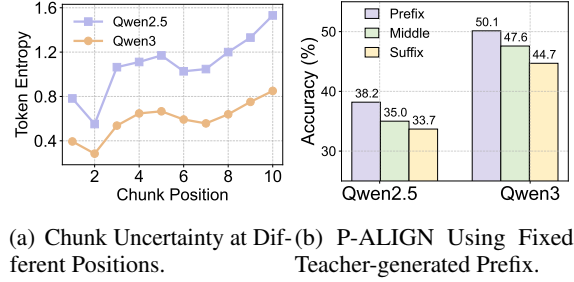 1.6
1.2
0.8
0.4
Token Entropy
Qwen2.5
Qwen3
2
4
6
8
10
Chunk Position
(a) Chunk Uncertainty at Dif-
ferent Positions.
50
40
30
Accuracy (%)
Prefix
Middle
Suffix
38.2
35.0
33.7
50.1
47.6
44.7
Qwen2.5
Qwen3
(b) P-ALIGN Using Fixed
Teacher-generated Prefix.